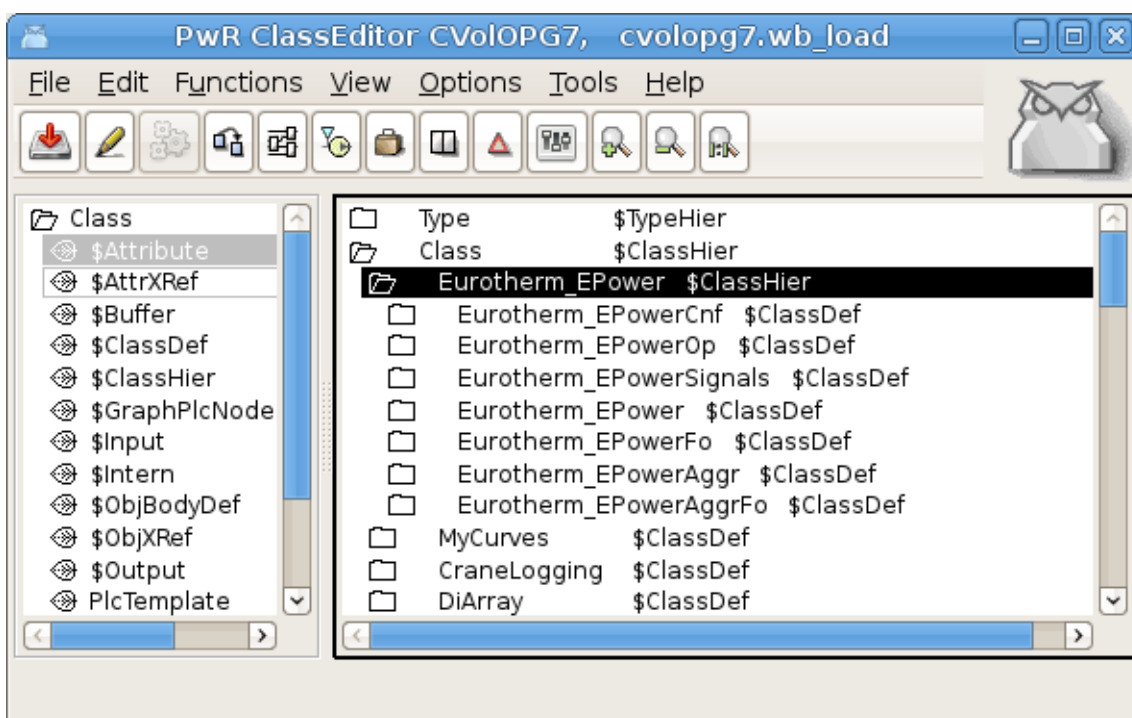 PwR ClassEditor CVolOPG7, cvolopg7.wb_load
File Edit Functions View Options Tools Help
Class
$Attribute
$AttrXRef
$Buffer
$ClassDef
$ClassHier
$GraphPlcNode
$Input
$Intern
$ObjBodyDef
$ObjXRef
$Output
PlcTemplate
Type $TypeHier
Class $ClassHier
Eurotherm_EPower $ClassHier
Eurotherm_EPowerCnf $ClassDef
Eurotherm_EPowerOp $ClassDef
Eurotherm_EPowerSignals $ClassDef
Eurotherm_EPower $ClassDef
Eurotherm_EPowerFo $ClassDef
Eurotherm_EPowerAggr $ClassDef
Eurotherm_EPowerAggrFo $ClassDef
MyCurves $ClassDef
CraneLogging $ClassDef
DiArray $ClassDef